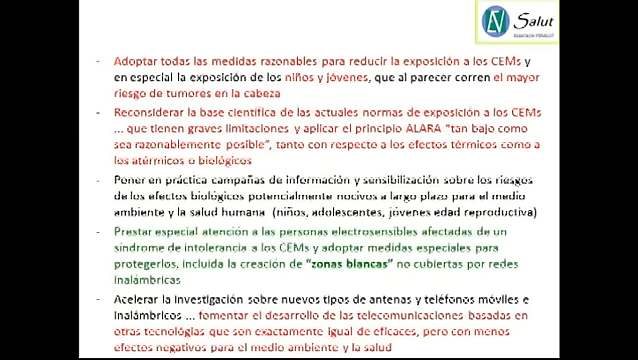 Salut
- Adoptar todas las medidas razonables para reducir la exposición a los CEMs y
en especial la exposición de los niños y jóvenes, que al parecer corren el mayor
riesgo de tumores en la cabeza
- Reconsiderar la base científica de las actuales normas de exposición a los CEMs
... que tienen graves limitaciones y aplicar el principio ALARA "tan bajo como
sea razonablemente posible", tanto con respecto a los efectos térmicos como a
los atérmicos o biológicos
- Poner en práctica campañas de información y sensibilización sobre los riesgos
de los efectos biológicos potencialmente nocivos a largo plazo para el medio
ambiente y la salud humana (niños, adolescentes, jóvenes edad reproductiva)
- Prestar especial atención a las personas electrosensibles afectadas de un
síndrome de intolerancia a los CEMs y adoptar medidas especiales para
protegerlos, incluida la creación de "zonas blancas" no cubiertas por redes
inalámbricas
- Acelerar la investigación sobre nuevos tipos de antenas y teléfonos móviles e
inalámbricos ... fomentar el desarrollo de las telecomunicaciones basadas en
otras tecnologías que son exactamente igual de eficaces, pero con menos
efectos negativos para el medio ambiente y la salud